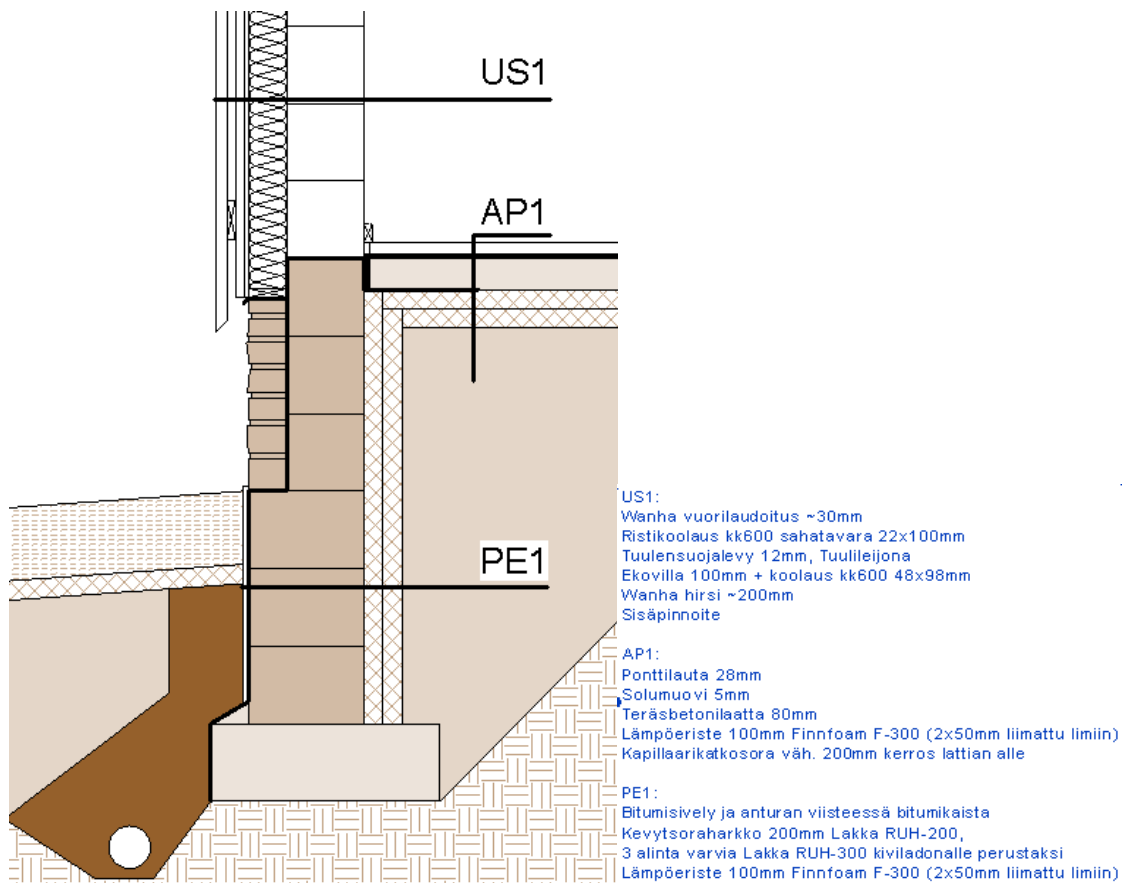 US1
AP1
PE1
US1:
Wanha vuorilaudoitus ~30mm
Ristikoolaus kk600 sahatavara 22x100mm
Tuulensuojalevy 12mm, Tuulileijona
Ekovilla 100mm + koolaus kk600 48x98mm
Wanha hirsi ~200mm
Sisäpinnoite
AP1:
Ponttilauta 28mm
Solumuovi 5mm
Teräsbetonilaatta 80mm
Lämpöeriste 100mm Finnfoam F-300 (2x50mm liimattu limiin)
Kapillaarikatkosora väh. 200mm kerros lattian alle
PE1:
Bitumisively ja anturan viisteessä bitumikaista
Kevytsoraharkko 200mm Lakka RUH-200,
3 alinta varvia Lakka RUH-300 kiviladonalle perustaksi
Lämpöeriste 100mm Finnfoam F-300 (2x50mm liimattu limiin)